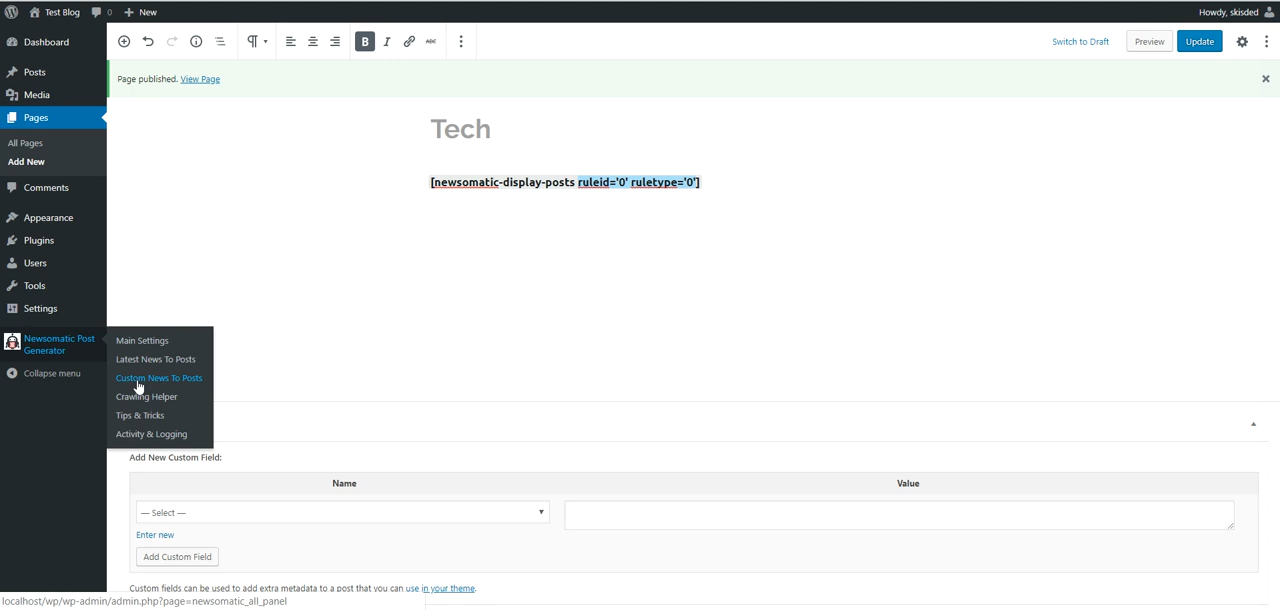 Test Blog 0 New Howdy, skisded
Dashboard
Posts
Media
Pages
All Pages
Add New
Comments
Appearance
Plugins
Users
Tools
Settings
Newsomatic Post
Generator
Collapse menu
Main Settings
Latest News To Posts
Custom News To Posts
Crawling Helper
Tips & Tricks
Activity & Logging
B I ABC Switch to Draft Preview Update
Page published. View Page
Tech
[newsomatic-display-posts ruleid='0' ruletype='0']
Add New Custom Field:
Name Value
— Select —
Enter new
Add Custom Field
Custom fields can be used to add extra metadata to a post that you can use in your theme.
localhost/wp/wp-admin/admin.php?page=newsomatic_all_panel